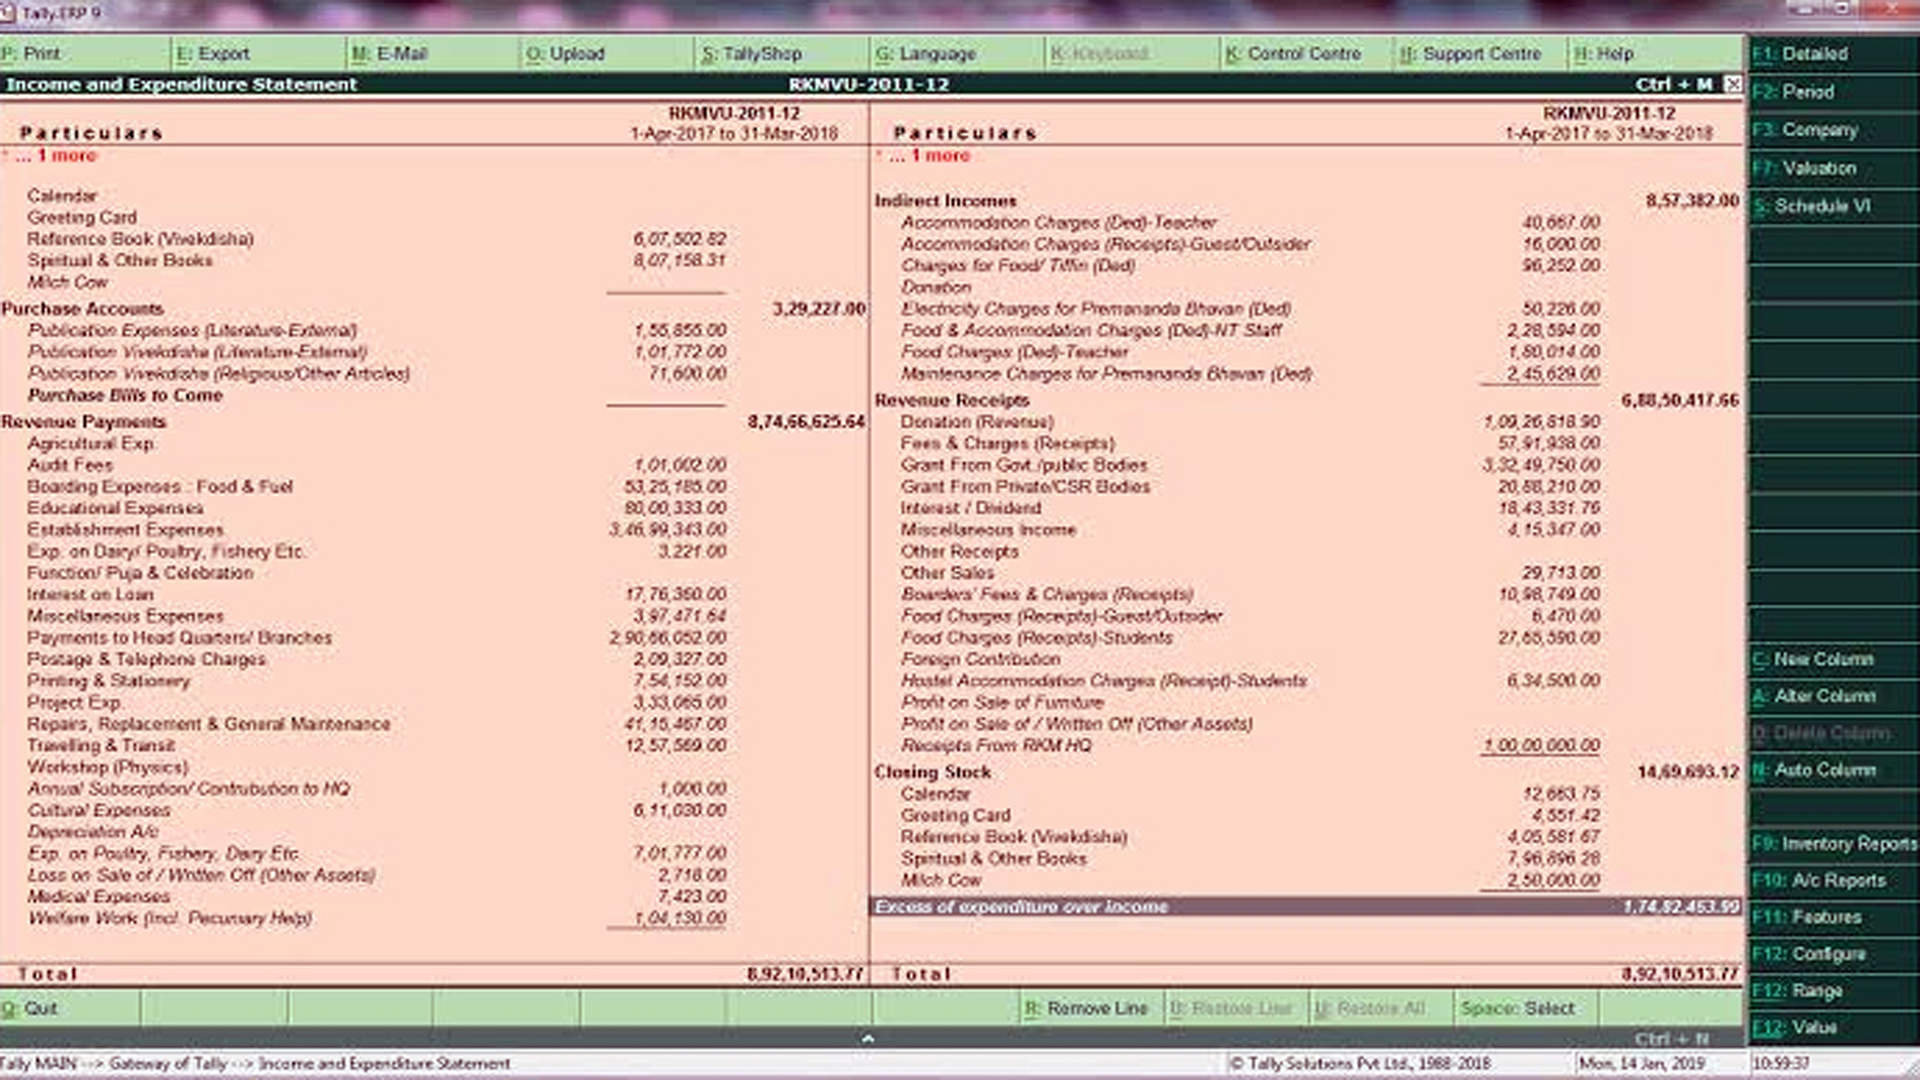 Tally.ERP 9
P: Print E: Export M: E-Mail O: Upload S: TallyShop G: Language K: Keyboard K: Control Centre H: Support Centre H: Help
Income and Expenditure Statement RKMVU-2011-12 Ctrl + M
Particulars RKMVU-2011-12
1-Apr-2017 to 31-Mar-2018
... 1 more
Calendar
Greeting Card
Reference Book (Vivekdisha) 6,07,502.82
Spiritual & Other Books 8,07,158.31
Milch Cow
Purchase Accounts 3,29,227.00
Publication Expenses (Literature-External) 1,55,855.00
Publication Vivekdisha (Literature-External) 1,01,772.00
Publication Vivekdisha (Religious/Other Articles) 71,600.00
Purchase Bills to Come
Revenue Payments 8,74,66,625.64
Agricultural Exp.
Audit Fees 1,01,002.00
Boarding Expenses : Food & Fuel 53,25,185.00
Educational Expenses 80,00,333.00
Establishment Expenses 3,46,99,343.00
Exp. on Dairy/ Poultry, Fishery Etc. 3,221.00
Function/ Puja & Celebration
Interest on Loan 17,76,360.00
Miscellaneous Expenses 3,97,471.64
Payments to Head Quarters/ Branches 2,90,66,052.00
Postage & Telephone Charges 2,09,327.00
Printing & Stationery 7,54,152.00
Project Exp. 3,33,065.00
Repairs, Replacement & General Maintenance 41,15,467.00
Travelling & Transit 12,57,569.00
Workshop (Physics)
Annual Subscription/ Contrubution to HQ 1,000.00
Cultural Expenses 6,11,030.00
Depreciation A/c
Exp. on Poultry, Fishery, Dairy Etc 7,01,777.00
Loss on Sale of / Written Off (Other Assets) 2,718.00
Medical Expenses 7,423.00
Welfare Work (Incl. Pecuniary Help) 1,04,130.00
Total 8,92,10,513.77
Particulars RKMVU-2011-12
1-Apr-2017 to 31-Mar-2018
... 1 more
Indirect Incomes 8,57,382.00
Accommodation Charges (Ded)-Teacher 40,667.00
Accommodation Charges (Receipts)-Guest/Outsider 16,000.00
Charges for Food/ Tiffin (Ded) 96,252.00
Donation
Electricity Charges for Premananda Bhavan (Ded) 50,226.00
Food & Accommodation Charges (Ded)-NT Staff 2,28,594.00
Food Charges (Ded)-Teacher 1,80,014.00
Maintenance Charges for Premananda Bhavan (Ded) 2,45,629.00
Revenue Receipts 6,88,50,417.66
Donation (Revenue) 1,09,26,818.90
Fees & Charges (Receipts) 57,91,938.00
Grant From Govt./public Bodies 3,32,49,750.00
Grant From Private/CSR Bodies 20,88,210.00
Interest / Dividend 18,43,331.76
Miscellaneous Income 4,15,347.00
Other Receipts
Other Sales 29,713.00
Boarders' Fees & Charges (Receipts) 10,98,749.00
Food Charges (Receipts)-Guest/Outsider 6,470.00
Food Charges (Receipts)-Students 27,65,590.00
Foreign Contribution
Hostel Accommodation Charges (Receipt)-Students 6,34,500.00
Profit on Sale of Furniture
Profit on Sale of / Written Off (Other Assets)
Receipts From RKM HQ 1,00,00,000.00
Closing Stock 14,69,693.12
Calendar 12,663.75
Greeting Card 4,551.42
Reference Book (Vivekdisha) 4,05,581.67
Spiritual & Other Books 7,96,896.28
Milch Cow 2,50,000.00
Excess of expenditure over income 1,74,82,453.99
Total 8,92,10,513.77
F1: Detailed
F2: Period
F3: Company
F7: Valuation
S: Schedule VI
C: New Column
A: Alter Column
D: Delete Column
N: Auto Column
F9: Inventory Reports
F10: A/c Reports
F11: Features
F12: Configure
F12: Range
F12: Value
Q: Quit R: Remove Line U: Restore Line U: Restore All Space: Select
Ctrl + N
Tally MAIN --> Gateway of Tally --> Income and Expenditure Statement © Tally Solutions Pvt Ltd., 1988-2018 Mon, 14 Jan, 2019 10:59:37